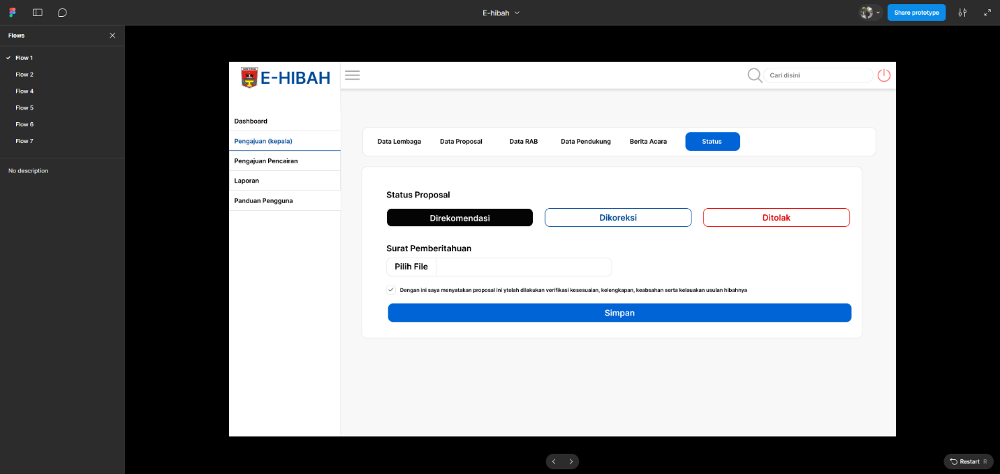 E-hibah
Share prototype
Flows
Flow 1
Flow 2
Flow 4
Flow 5
Flow 6
Flow 7
No description
E-HIBAH
Cari disini
Dashboard
Pengajuan (kepala)
Pengajuan Pencairan
Laporan
Panduan Pengguna
Data Lembaga Data Proposal Data RAB Data Pendukung Berita Acara Status
Status Proposal
Direkomendasi Dikoreksi Ditolak
Surat Pemberitahuan
Pilih File
Dengan ini saya menyatakan proposal ini ytelah dilakukan verifikasi kesesuaian, kelengkapan, keabsahan serta kelauakan usulan hibahnya
Simpan
Restart R